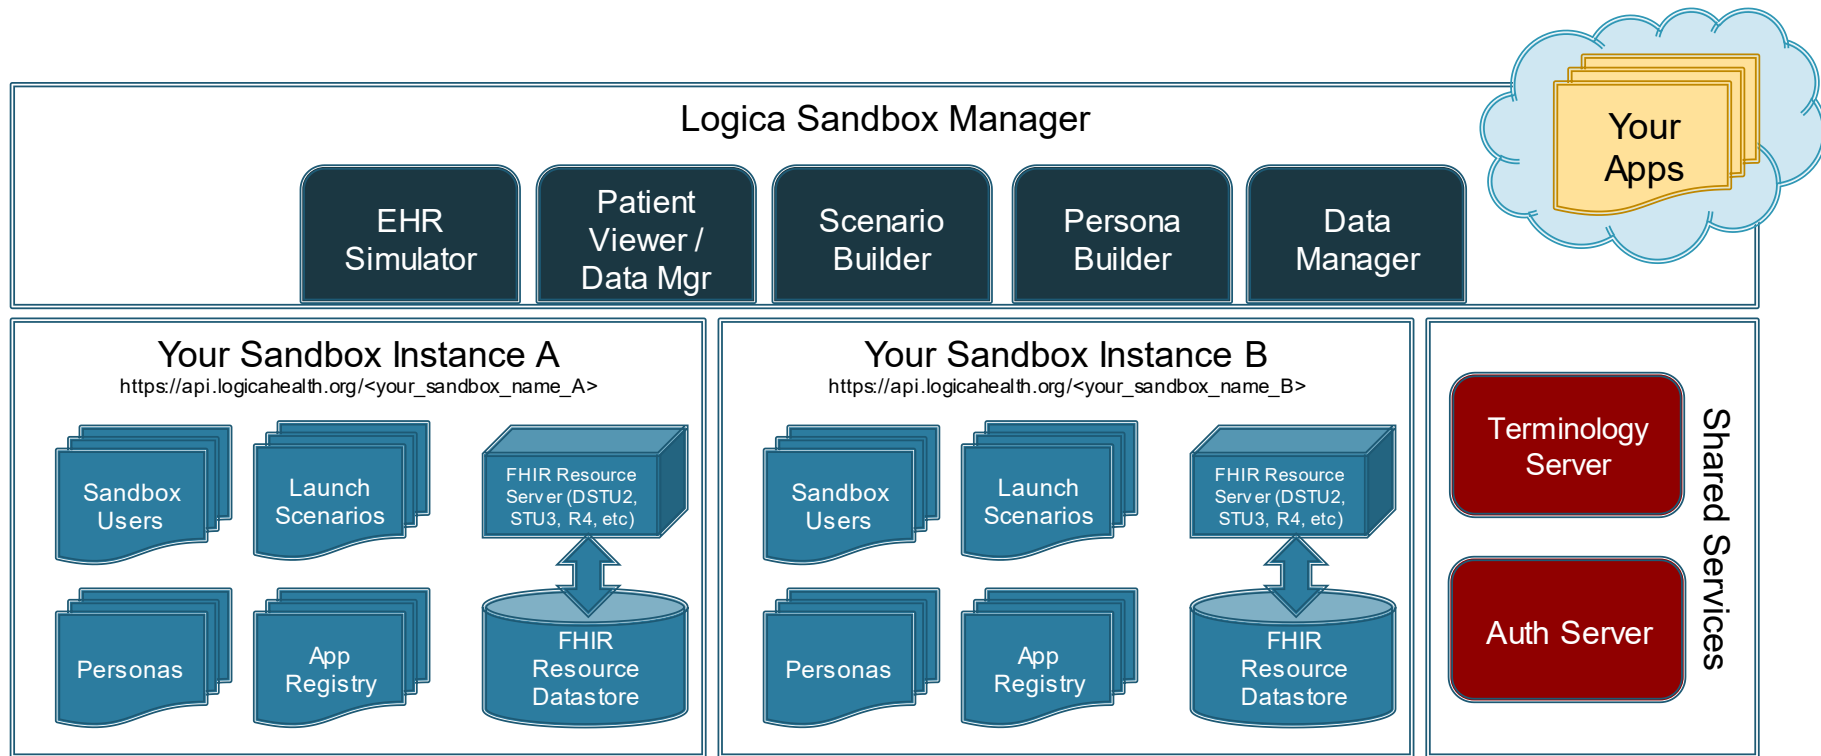 Logica Sandbox Manager
Your
Apps
EHR
Simulator
Patient
Viewer /
Data Mgr
Scenario
Builder
Persona
Builder
Data
Manager
Your Sandbox Instance A
https://api.logicahealth.org/<your_sandbox_name_A>
Sandbox
Users
Launch
Scenarios
FHIR Resource
Server (DSTU2,
STU3, R4, etc)
Personas
App
Registry
FHIR
Resource
Datastore
Your Sandbox Instance B
https://api.logicahealth.org/<your_sandbox_name_B>
Sandbox
Users
Launch
Scenarios
FHIR Resource
Server (DSTU2,
STU3, R4, etc)
Personas
App
Registry
FHIR
Resource
Datastore
Terminology
Server
Auth Server
Shared Services